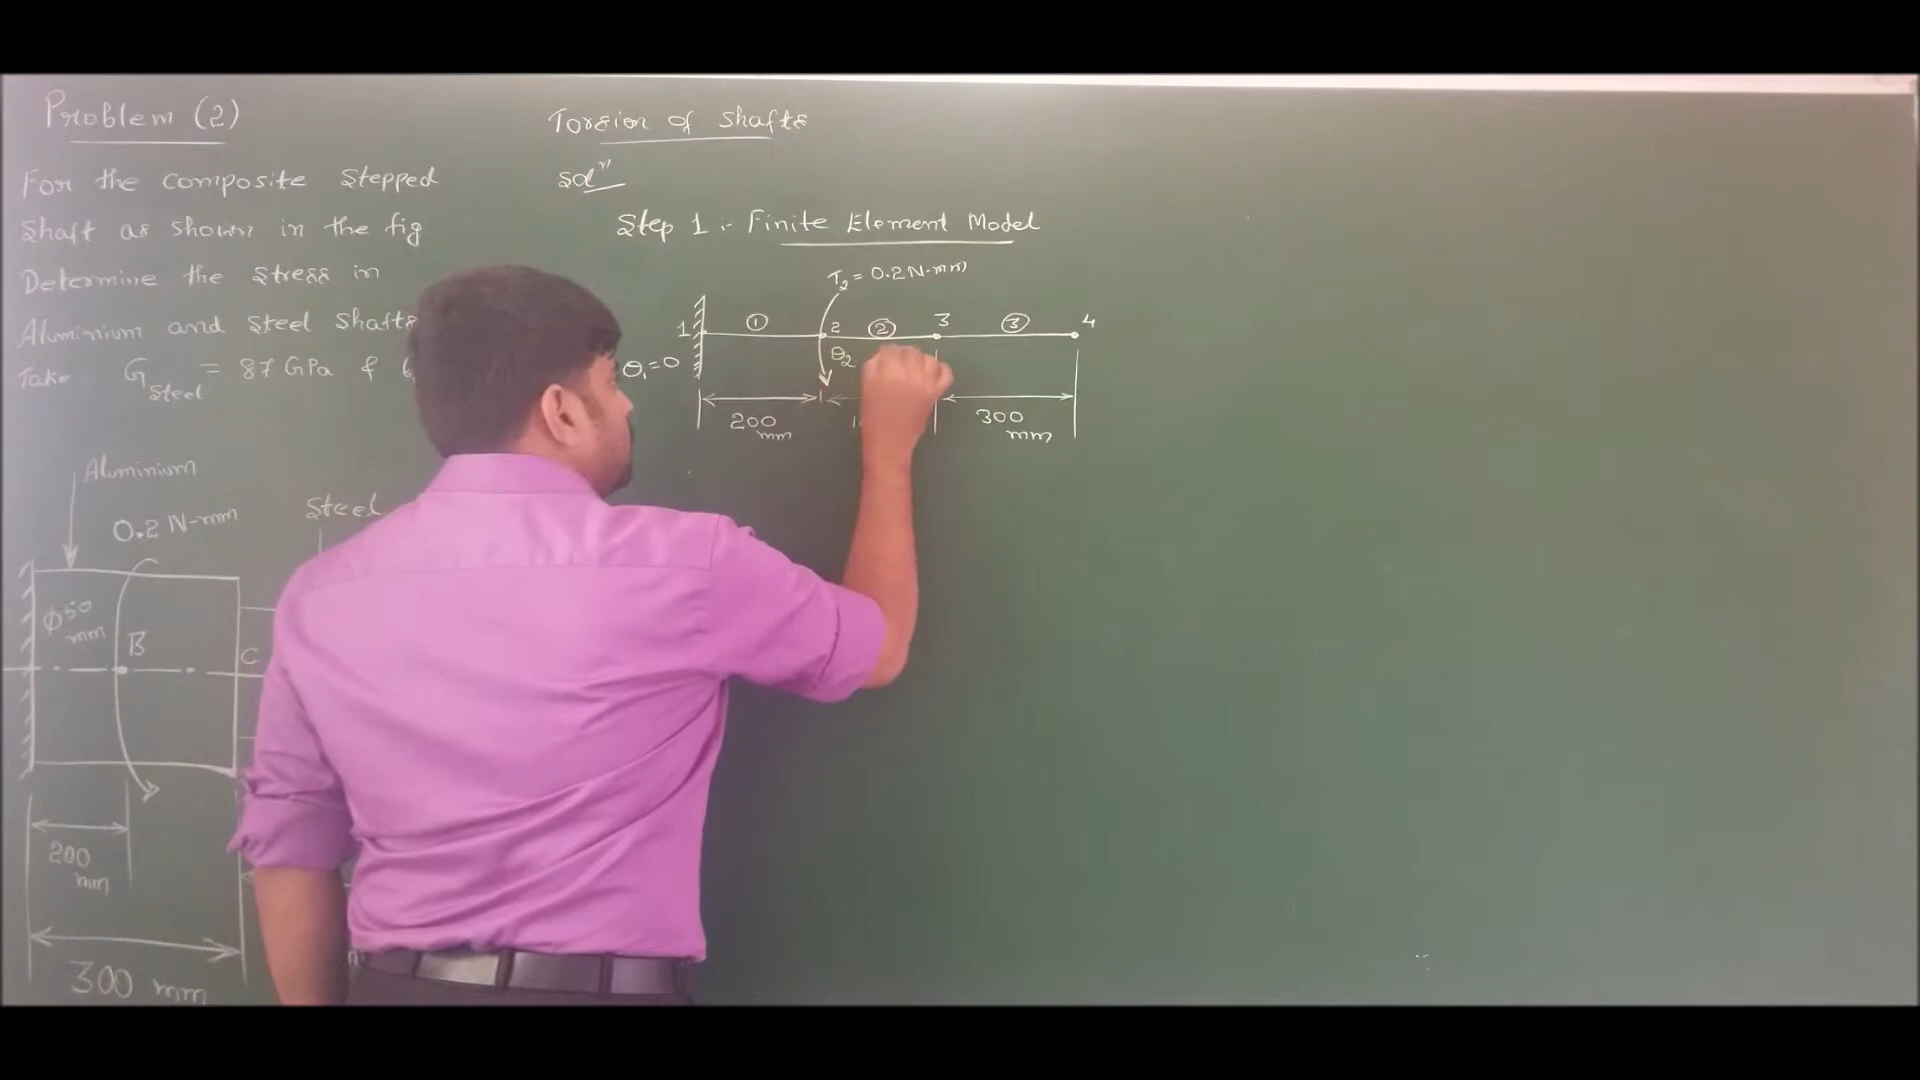 Problem (2)
For the composite stepped
shaft as shown in the fig
Determine the stress in
Aluminium and steel shafts
Take G Steel = 87 GPa &
Aluminium
0.2 N-mm
Steel
Φ50 mm
B
C
200 mm
300 mm
Torsion of shafts
Solⁿ
Step 1 :- Finite Element Model
T₂ = 0.2 N-mm
1 ① 2 ② 3 ③ 4
θ₁=0 θ₂
200 mm
300 mm